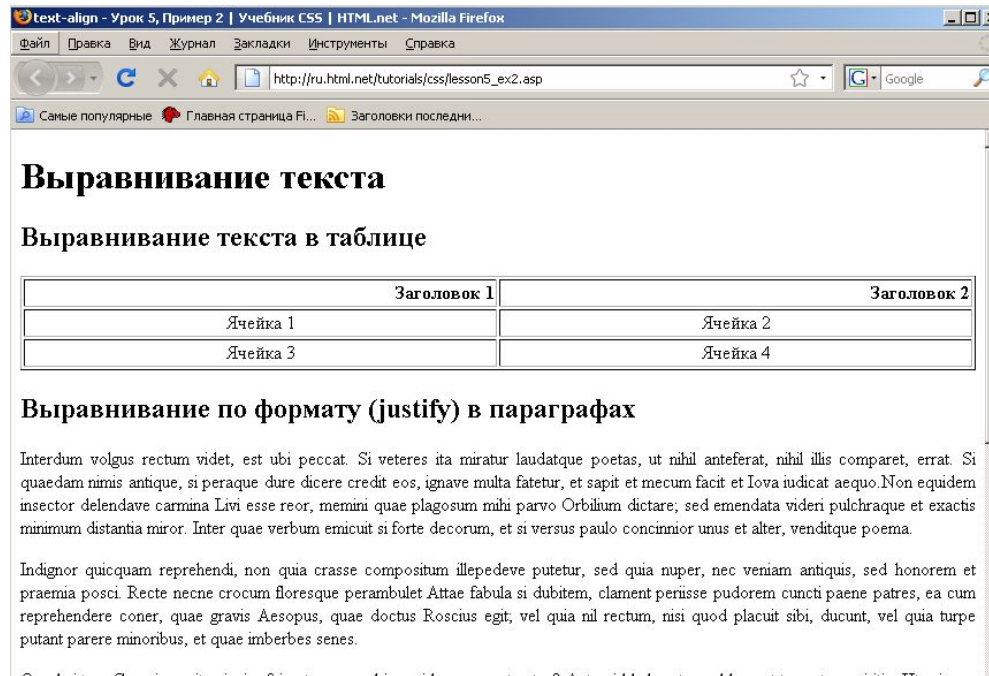 text-align - Урок 5, Пример 2 | Учебник CSS | HTML.net - Mozilla Firefox
Файл Правка Вид Журнал Закладки Инструменты Справка
http://ru.html.net/tutorials/css/lesson5_ex2.asp G Google
Самые популярные Главная страница Fi... Заголовки последни...
Выравнивание текста
Выравнивание текста в таблице
Заголовок 1 Заголовок 2
Ячейка 1 Ячейка 2
Ячейка 3 Ячейка 4
Выравнивание по формату (justify) в параграфах
Interdum volgus rectum videt, est ubi peccat. Si veteres ita miratur laudatque poetas, ut nihil anteferat, nihil illis comparet, errat. Si
quaedam nimis antique, si peraque dure dicere credit eos, ignave multa fatetur, et sapit et mecum facit et Iova iudicat aequo.Non equidem
insector delendave carmina Livi esse reor, memini quae plagosum mihi parvo Orbilium dictare; sed emendata videri pulchraque et exactis
minimum distantia miror. Inter quae verbum emicuit si forte decorum, et si versus paulo concinnior unus et alter, venditque poema.
Indignor quicquam reprehendi, non quia crasse compositum illepedeve putetur, sed quia nuper, nec veniam antiquis, sed honorem et
praemia posci. Recte necne crocum floresque perambulet Attae fabula si dubitem, clament periisse pudorem cuncti paene patres, ea cum
reprehendere coner, quae gravis Aesopus, quae doctus Roscius egit; vel quia nil rectum, nisi quod placuit sibi, ducunt, vel quia turpe
putant parere minoribus, et quae imberbes senes.